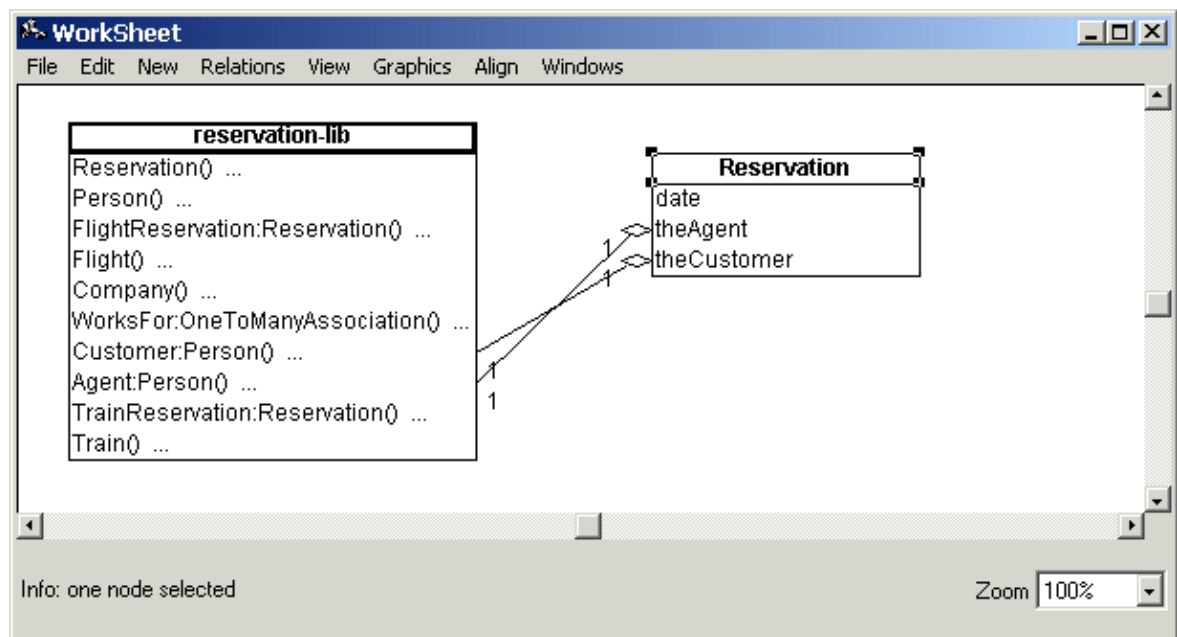 WorkSheet
File Edit New Relations View Graphics Align Windows
reservation-lib
Reservation() ...
Person() ...
FlightReservation:Reservation() ...
Flight() ...
Company() ...
WorksFor:OneToManyAssociation() ...
Customer:Person() ...
Agent:Person() ...
TrainReservation:Reservation() ...
Train() ...
1
1
1
1
Reservation
date
theAgent
theCustomer
Info: one node selected
Zoom 100%